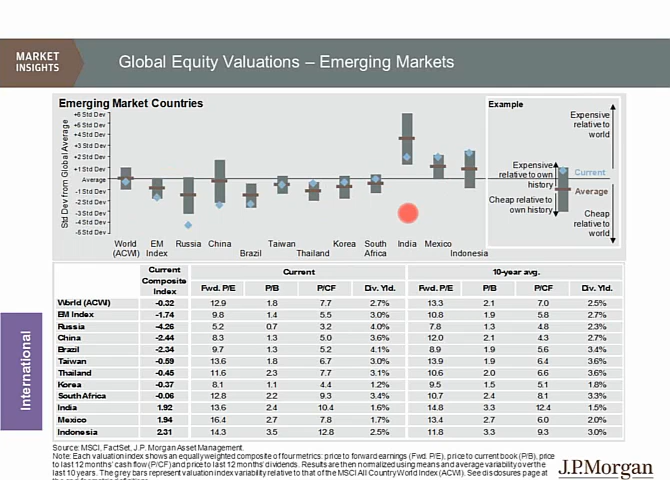 MARKET
INSIGHTS
Global Equity Valuations – Emerging Markets
Emerging Market Countries
Std Dev from Global Average
+6 Std Dev
+5 Std Dev
+4 Std Dev
+3 Std Dev
+2 Std Dev
+1 Std Dev
Average
-1 Std Dev
-2 Std Dev
-3 Std Dev
-4 Std Dev
-5 Std Dev
World (ACWI) EM Index Russia China Brazil Taiwan Thailand Korea South Africa India Mexico Indonesia
Example
Expensive relative to world
Expensive relative to own history
Current
Average
Cheap relative to own history
Cheap relative to world
Current Composite Index Current 10-year avg.
Fwd. P/E P/B P/CF Div. Yld. Fwd. P/E P/B P/CF Div. Yld.
World (ACWI) -0.32 12.9 1.8 7.7 2.7% 13.3 2.1 7.0 2.5%
EM Index -1.74 9.8 1.4 5.5 3.0% 10.8 1.9 5.8 2.7%
Russia -4.26 5.2 0.7 3.2 4.0% 7.8 1.3 4.8 2.3%
China -2.44 8.3 1.3 5.0 3.6% 12.0 2.1 4.3 2.7%
Brazil -2.34 9.7 1.3 5.2 4.1% 8.9 1.9 5.6 3.4%
Taiwan -0.59 13.6 1.8 6.7 3.0% 13.9 1.9 6.4 3.6%
Thailand -0.45 11.6 2.3 7.7 3.1% 10.6 2.0 6.6 3.6%
Korea -0.37 8.1 1.1 4.4 1.2% 9.5 1.5 5.1 1.8%
South Africa -0.06 12.8 2.2 9.3 3.4% 10.7 2.4 8.1 3.3%
India 1.92 13.6 2.4 10.4 1.6% 14.8 3.3 12.4 1.5%
Mexico 1.94 16.4 2.7 7.8 1.7% 13.4 2.7 6.0 2.0%
Indonesia 2.31 14.3 3.5 12.8 2.5% 11.8 3.3 9.3 3.0%
International
Source: MSCI, FactSet, J.P. Morgan Asset Management.
Note: Each valuation index shows an equally weighted composite of four metrics: price to forward earnings (Fwd. P/E), price to current book (P/B), price
to last 12 months' cash flow (P/CF) and price to last 12 months' dividends. Results are then normalized using means and average variability over the
last 10 years. The grey bars represent valuation index variability relative to that of the MSCI All Country World Index (ACWI). See disclosures page at
J.P.Morgan